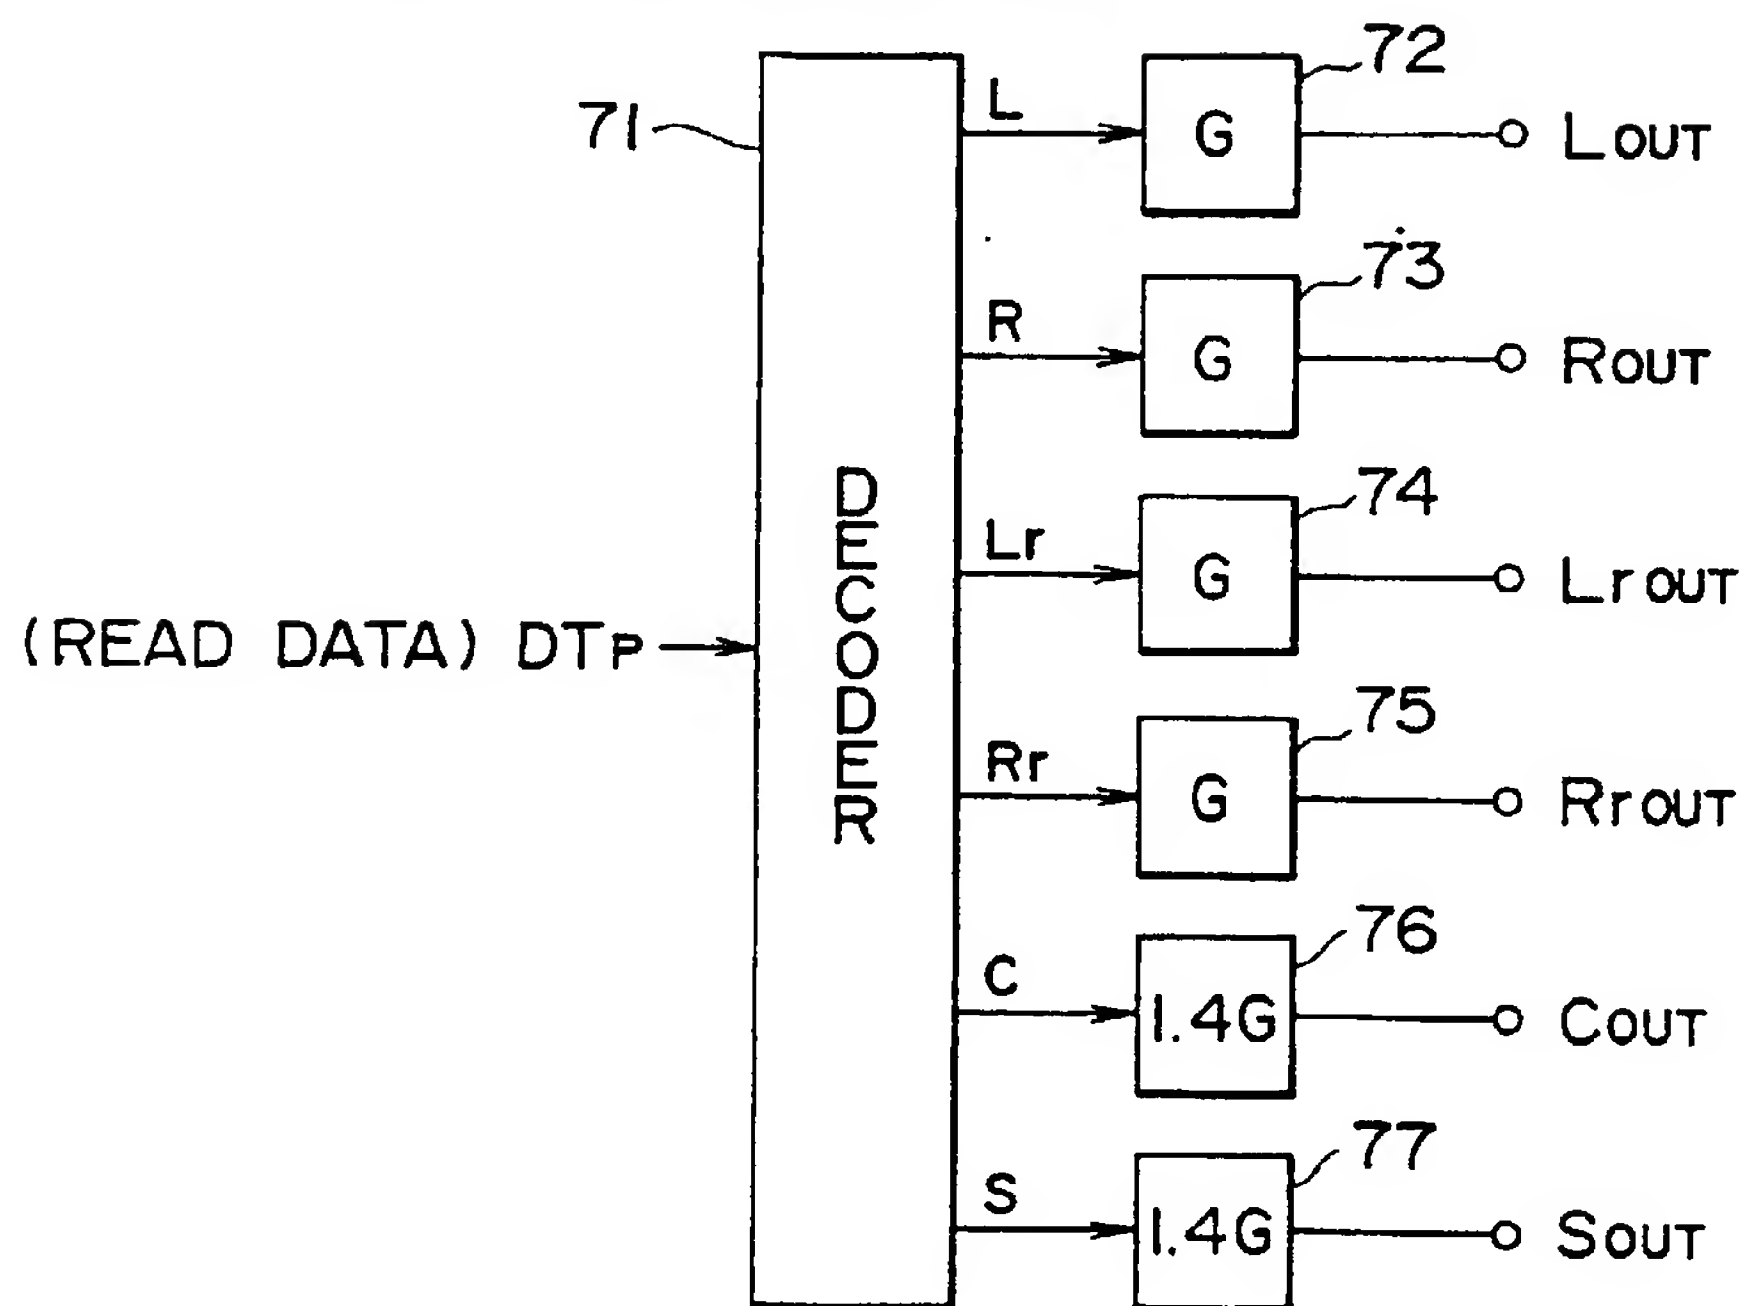 72
71
L
G
LOUT
73
R
G
ROUT
74
Lr
G
LrOUT
DECODER
(READ DATA) DTP
75
Rr
G
RrOUT
76
C
1.4G
COUT
77
S
1.4G
SOUT